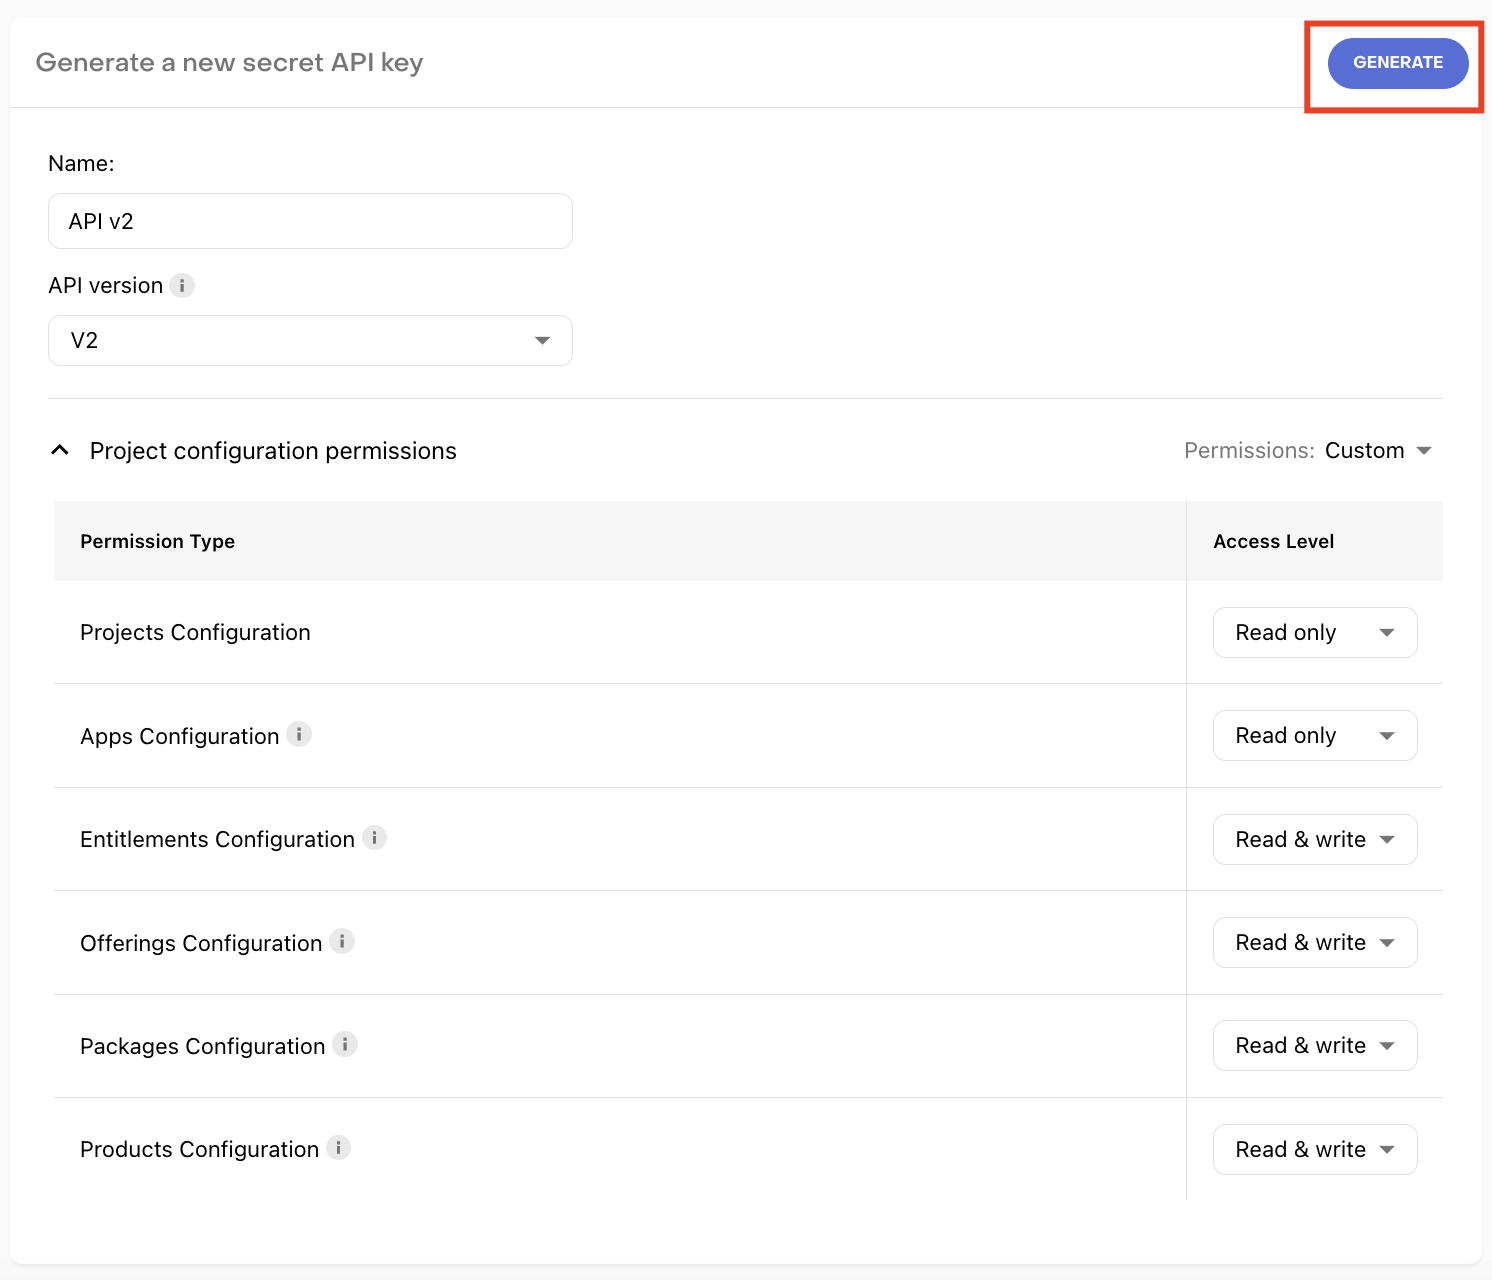 Generate a new secret API key
GENERATE
Name:
API v2
API version
V2
Project configuration permissions
Permissions: Custom
Permission Type
Access Level
Projects Configuration
Read only
Apps Configuration
Read only
Entitlements Configuration
Read & write
Offerings Configuration
Read & write
Packages Configuration
Read & write
Products Configuration
Read & write